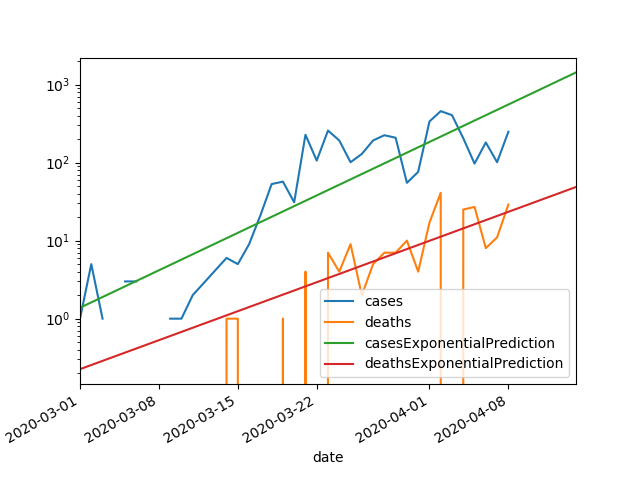 10³
10²
10¹
10⁰
cases
deaths
casesExponentialPrediction
deathsExponentialPrediction
2020-03-01
2020-03-08
2020-03-15
2020-03-22
2020-04-01
2020-04-08
date